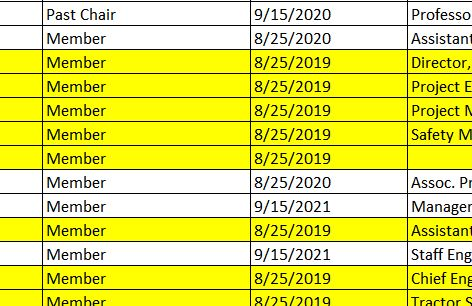 Past Chair 9/15/2020 Professo
Member 8/25/2020 Assistant
Member 8/25/2019 Director,
Member 8/25/2019 Project E
Member 8/25/2019 Project M
Member 8/25/2019 Safety M
Member 8/25/2019
Member 8/25/2020 Assoc. Pr
Member 9/15/2021 Manager
Member 8/25/2019 Assistant
Member 9/15/2021 Staff Eng
Member 8/25/2019 Chief Eng
Member 8/25/2019 Tractor S